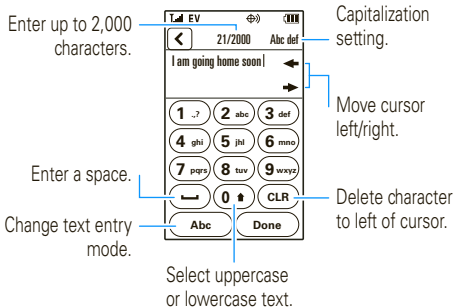 Enter up to 2,000
characters.
EV
21/2000 Abc def
Capitalization
setting.
I am going home soon
Move cursor
left/right.
1 .,? 2 abc 3 def
4 ghi 5 jhl 6 mno
7 pqrs 8 tuv 9 wxyz
Enter a space.
0 CLR
Delete character
to left of cursor.
Change text entry
mode.
Abc Done
Select uppercase
or lowercase text.